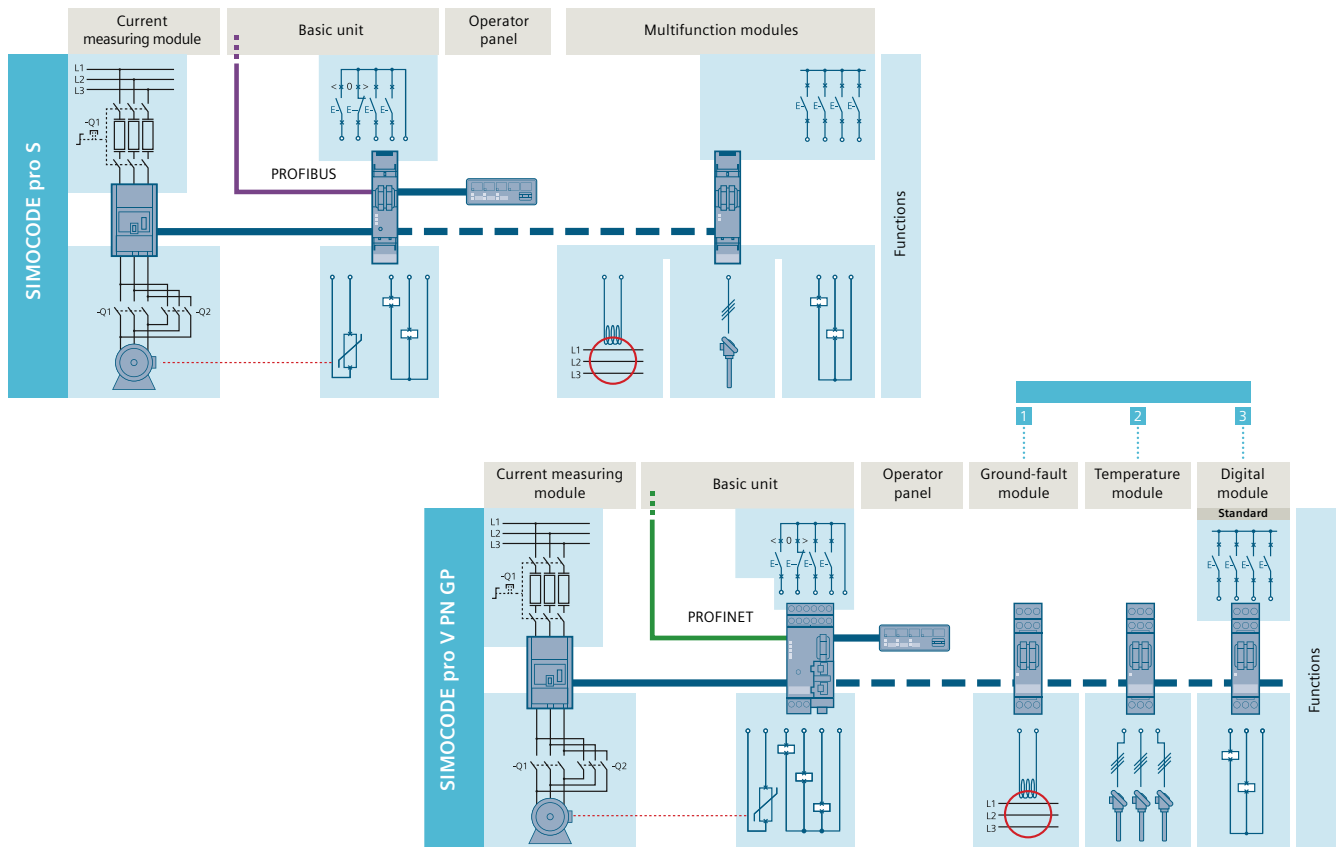 Current
measuring module
Basic unit
Operator
panel
Multifunction modules
SIMOCODE pro S
L1
L2
L3
-Q1
< 0 >
E-
E-
E-
PROFIBUS
Functions
-Q1
-Q2
L1
L2
L3
1
2
3
Current measuring
module
Basic unit
Operator
panel
Ground-fault
module
Temperature
module
Digital
module
Standard
SIMOCODE pro V PN GP
L1
L2
L3
-Q1
< 0 >
E-
E-
E-
PROFINET
Functions
-Q1
-Q2
L1
L2
L3